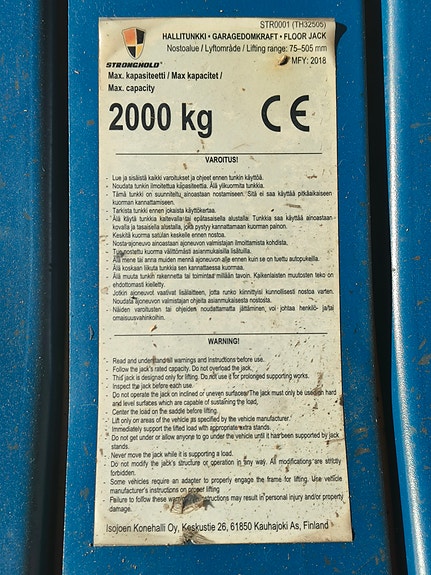 STR0001 (TH32505)
HALLITUNKKI • GARAGEDOMKRAFT • FLOOR JACK
Nostoalue / Lyftområde / Lifting range: 75–505 mm
MFY: 2018
STRONGHOLD
Max. kapasiteetti / Max kapacitet /
Max. capacity
2000 kg CE
VAROITUS!
· Lue ja sisäistä kaikki varoitukset ja ohjeet ennen tunkin käyttöä.
· Noudata tunkin ilmoitettua kapasiteettia. Älä ylikuormita tunkkia.
· Tämä tunkki on suunniteltu ainoastaan nostamiseen. Sitä ei saa käyttää pitkäaikaiseen
kuorman kannattamiseen.
· Tarkista tunkki ennen jokaista käyttökertaa.
· Älä käytä tunkkia kaltevalla tai epätasaisella alustalla. Tunkkia saa käyttää ainoastaan
kovalla ja tasaisella alustalla, joka pystyy kannattamaan kuorman painon.
· Keskitä kuorma satulan keskelle ennen nostoa.
· Nosta ajoneuvo ainoastaan ajoneuvon valmistajan ilmoittamista kohdista.
· Tue nostettu kuorma välittömästi asianmukaisilla lisätuilla.
· Älä mene tai anna muiden mennä ajoneuvon alle ennen kuin se on tuettu autopukeilla.
· Älä koskaan liikuta tunkkia sen kannattaessa kuormaa.
· Älä muuta tunkin rakennetta tai toimintaa millään tavoin. Kaikenlaisten muutosten teko on
ehdottomasti kielletty.
· Jotkin ajoneuvot vaativat lisälaitteen, jotta runko kiinnittyisi kunnollisesti nostoa varten.
Noudata ajoneuvon valmistajan ohjeita asianmukaisesta nostosta.
· Näiden varoitusten tai ohjeiden noudattamatta jättäminen voi johtaa henkilö- ja/tai
omaisuusvahinkoihin.
WARNING!
· Read and understand all warnings and instructions before use.
· Follow the jack's rated capacity. Do not overload the jack.
· This jack is designed only for lifting. Do not use it for prolonged supporting works.
· Inspect the jack before each use.
· Do not operate the jack on inclined or uneven surfaces. The jack must only be used on hard
and level surfaces which are capable of sustaining the load.
· Center the load on the saddle before lifting.
· Lift only on areas of the vehicle as specified by the vehicle manufacturer.
· Immediately support the lifted load with appropriate extra stands.
· Do not get under or allow anyone to go under the vehicle until it has been supported by jack
stands.
· Never move the jack while it is supporting a load.
· Do not modify the jack's structure or operation in any way. All modifications are strictly
forbidden.
· Some vehicles require an adapter to properly engage the frame for lifting. Use vehicle
manufacturer's instructions on proper lifting
· Failure to follow these warnings or instructions may result in personal injury and/or property
damage.
Isojoen Konehalli Oy, Keskustie 26, 61850 Kauhajoki As, Finland